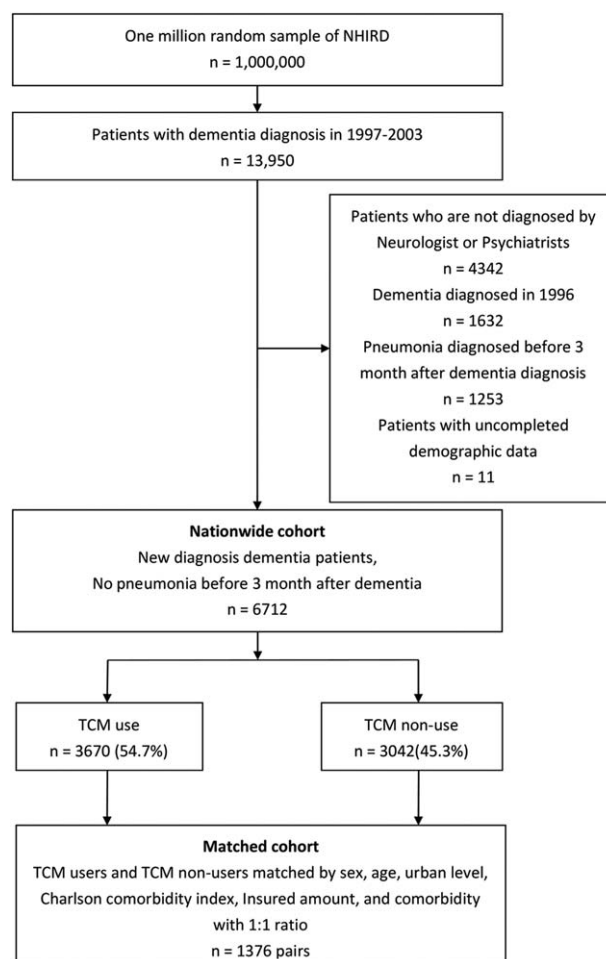 One million random sample of NHIRD
n = 1,000,000
Patients with dementia diagnosis in 1997-2003
n = 13,950
Patients who are not diagnosed by
Neurologist or Psychiatrists
n = 4342
Dementia diagnosed in 1996
n = 1632
Pneumonia diagnosed before 3
month after dementia diagnosis
n = 1253
Patients with uncompleted
demographic data
n = 11
Nationwide cohort
New diagnosis dementia patients,
No pneumonia before 3 month after dementia
n = 6712
TCM use
n = 3670 (54.7%)
TCM non-use
n = 3042(45.3%)
Matched cohort
TCM users and TCM non-users matched by sex, age, urban level,
Charlson comorbidity index, Insured amount, and comorbidity
with 1:1 ratio
n = 1376 pairs